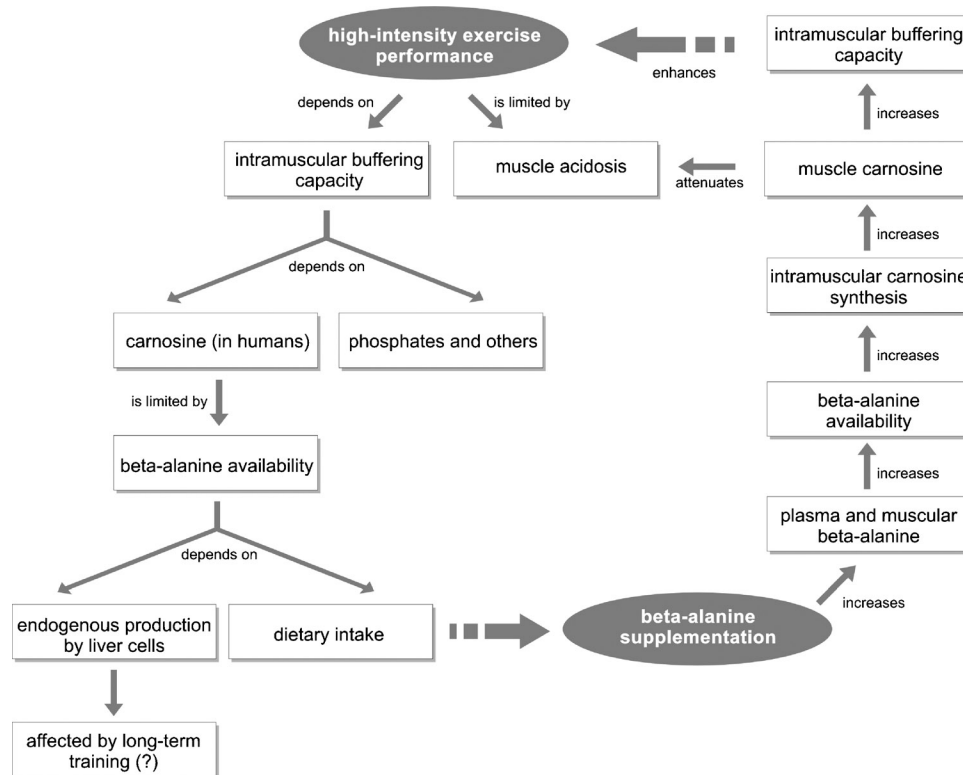 high-intensity exercise
performance
enhances
intramuscular buffering
capacity
depends on
is limited by
increases
intramuscular buffering
capacity
muscle acidosis
attenuates
muscle carnosine
increases
depends on
intramuscular carnosine
synthesis
carnosine (in humans)
phosphates and others
increases
is limited by
beta-alanine
availability
beta-alanine availability
increases
plasma and muscular
beta-alanine
depends on
increases
endogenous production
by liver cells
dietary intake
beta-alanine
supplementation
affected by long-term
training (?)